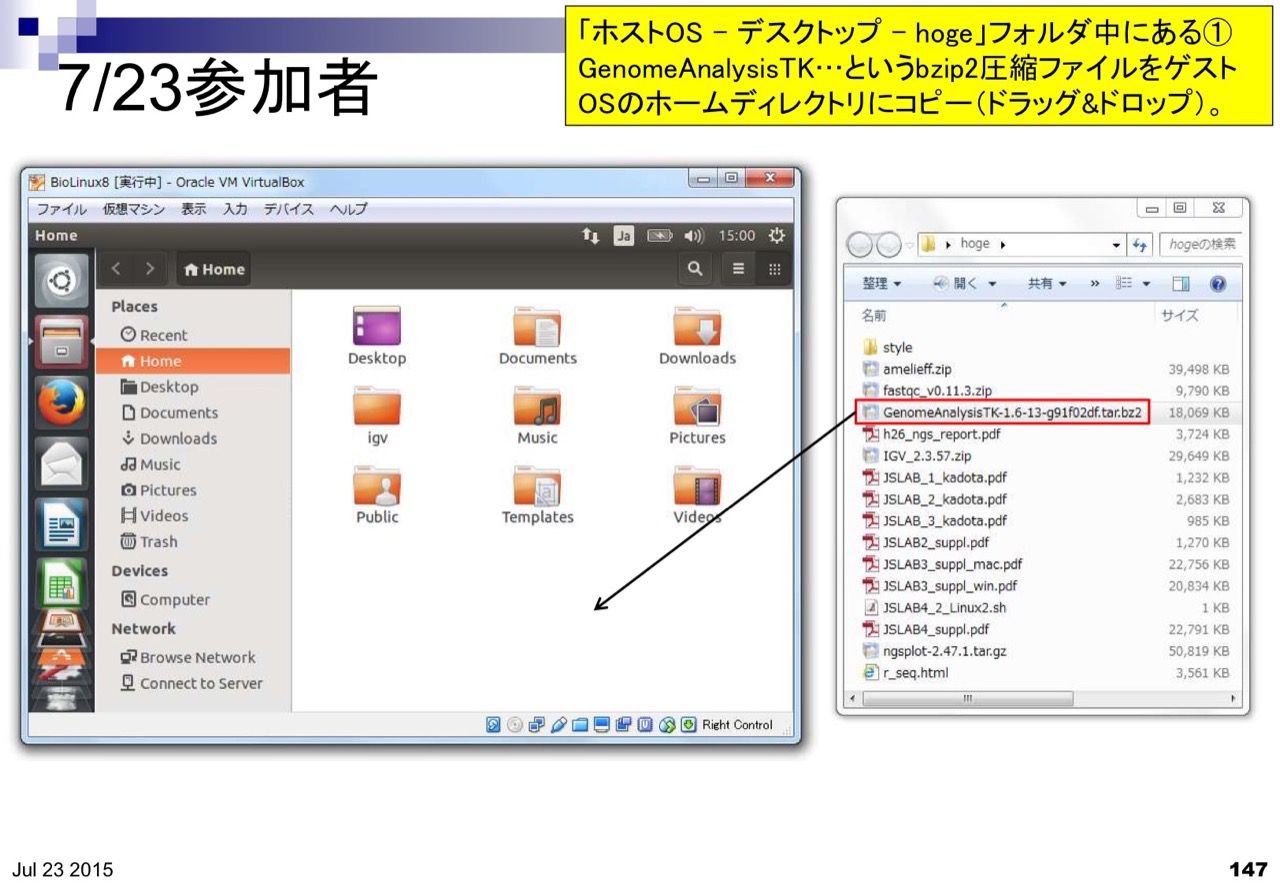 7/23参加者
「ホストOS – デスクトップ – hoge」フォルダ中にある①
GenomeAnalysisTK…というbzip2圧縮ファイルをゲスト
OSのホームディレクトリにコピー(ドラッグ&ドロップ)。
BioLinux8 [実行中] - Oracle VM VirtualBox
ファイル 仮想マシン 表示 入力 デバイス ヘルプ
Home Ja 15:00
Home
Places
Recent
Home
Desktop
Documents
Downloads
Music
Pictures
Videos
Trash
Devices
Computer
Network
Browse Network
Connect to Server
Desktop Documents Downloads
igv Music Pictures
Public Templates Videos
Right Control
hoge hogeの検索
整理 開く 共有 »
名前 サイズ
style
amelieff.zip 39,498 KB
fastqc_v0.11.3.zip 9,790 KB
GenomeAnalysisTK-1.6-13-g91f02df.tar.bz2 18,069 KB
h26_ngs_report.pdf 3,724 KB
IGV_2.3.57.zip 29,649 KB
JSLAB_1_kadota.pdf 1,232 KB
JSLAB_2_kadota.pdf 2,683 KB
JSLAB_3_kadota.pdf 985 KB
JSLAB2_suppl.pdf 1,270 KB
JSLAB3_suppl_mac.pdf 22,756 KB
JSLAB3_suppl_win.pdf 20,834 KB
JSLAB4_2_Linux2.sh 1 KB
JSLAB4_suppl.pdf 22,791 KB
ngsplot-2.47.1.tar.gz 50,819 KB
r_seq.html 3,561 KB
Jul 23 2015
147